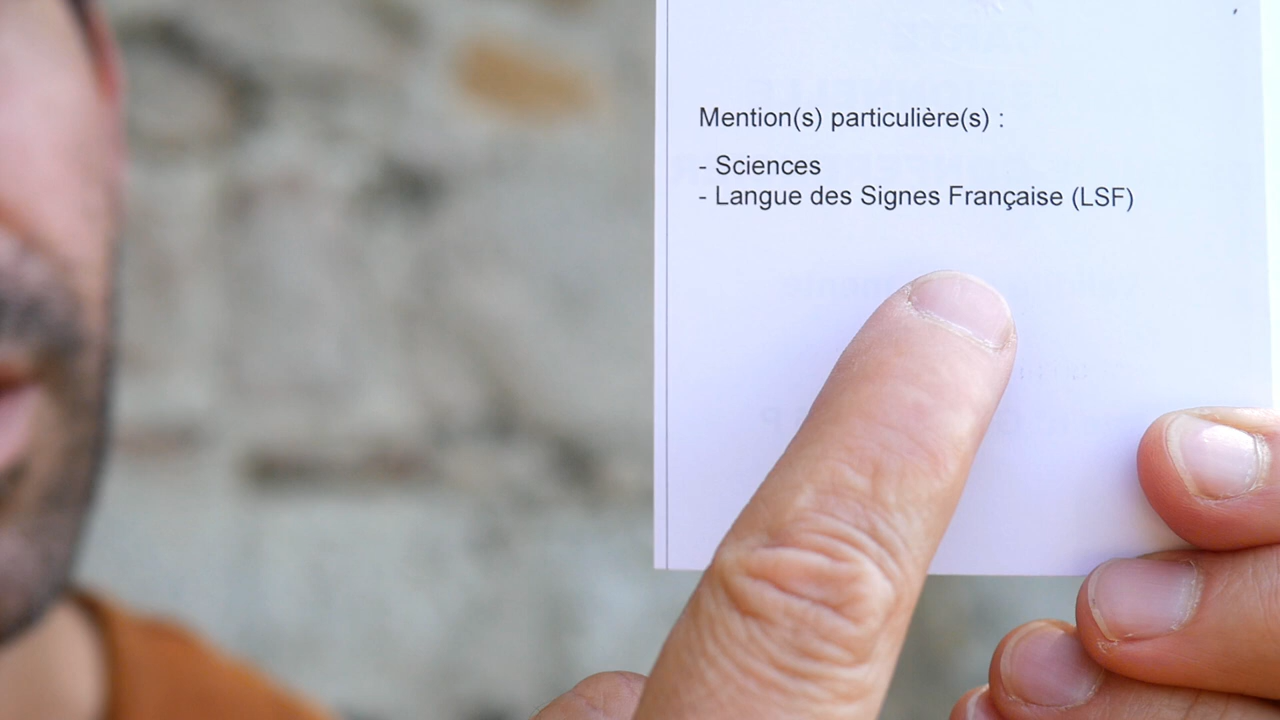 Mention(s) particulière(s) :
- Sciences
- Langue des Signes Française (LSF)